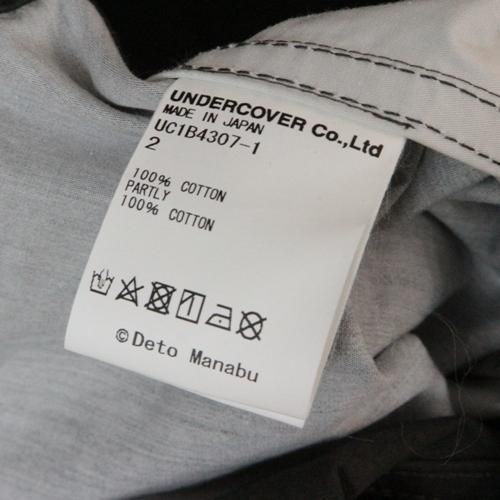 UNDERCOVER Co.,Ltd
MADE IN JAPAN
UC1B4307-1
2
100% COTTON
PARTLY
100% COTTON
©Deto Manabu